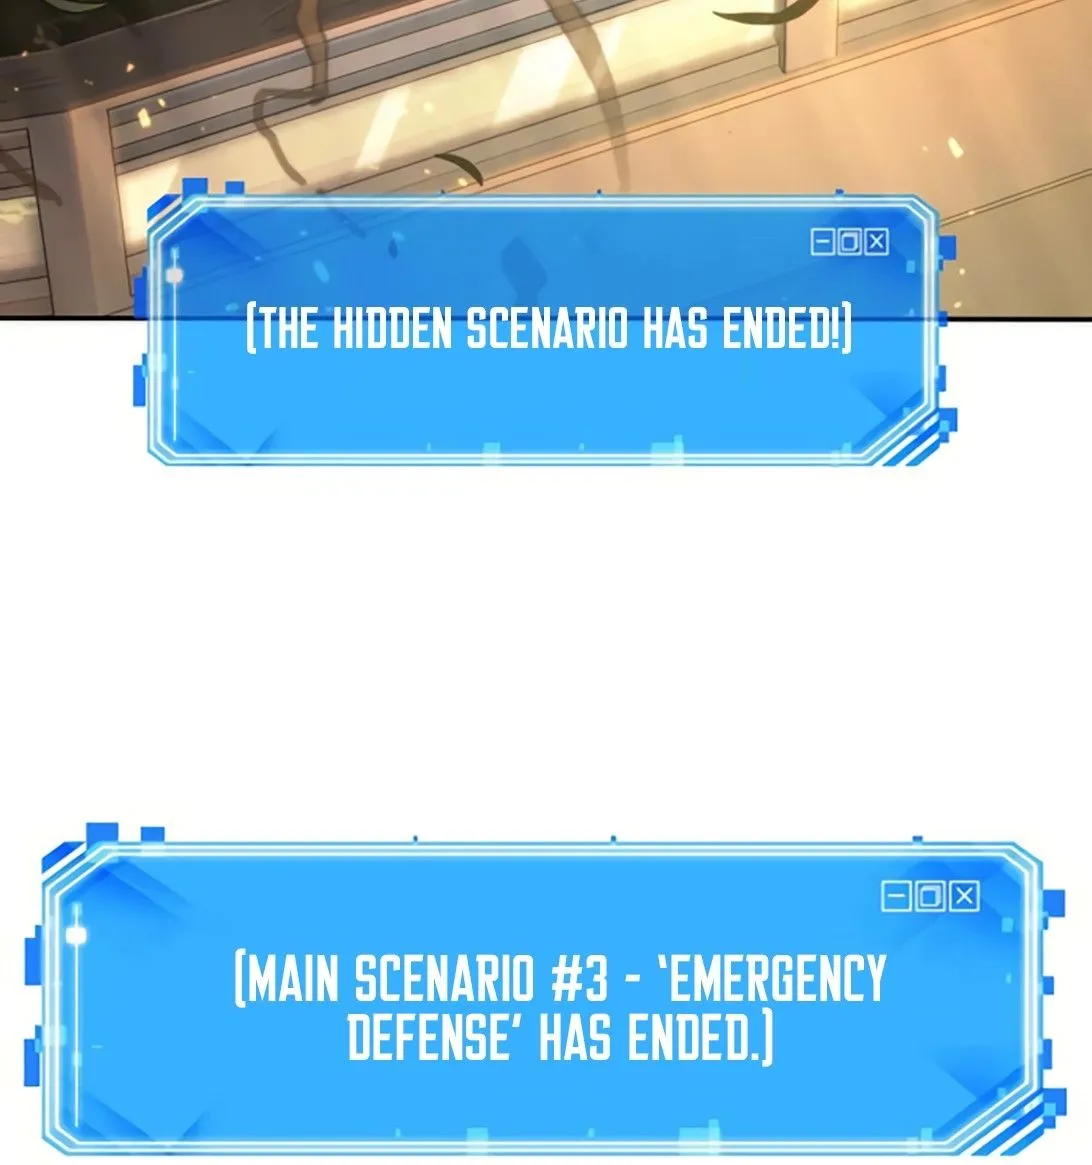 [THE HIDDEN SCENARIO HAS ENDED!]
[MAIN SCENARIO #3 - 'EMERGENCY
DEFENSE' HAS ENDED.]